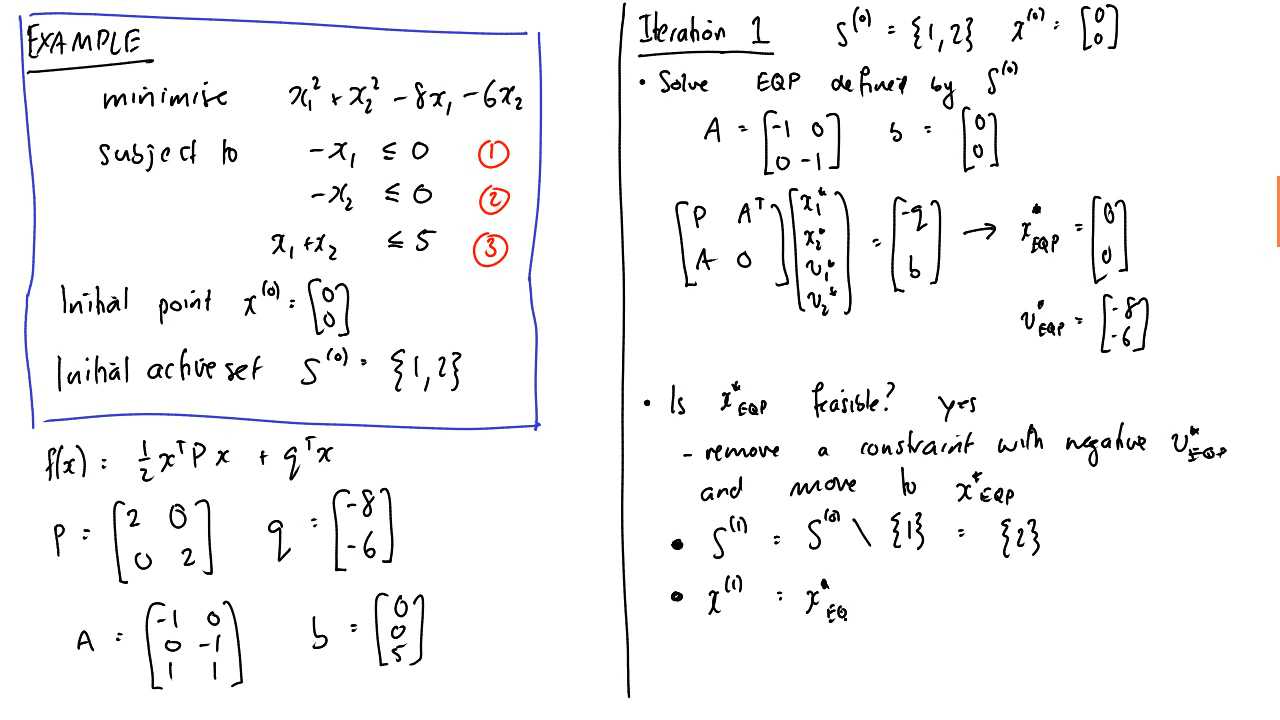 EXAMPLE
minimise x₁² + x₂² - 8x₁ - 6x₂
subject to -x₁ ≤ 0 ①
-x₂ ≤ 0 ②
x₁ + x₂ ≤ 5 ③
Initial point x⁽⁰⁾ = [0 0]
Initial active set S⁽⁰⁾ = {1,2}
f(x) = 1/2 xᵀPx + qᵀx
P = [2 0; 0 2] q = [-8; -6]
A = [-1 0; 0 -1; 1 1] b = [0; 0; 5]
Iteration 1 S⁽⁰⁾ = {1,2} x⁽⁰⁾ = [0; 0]
• Solve EQP defined by S⁽⁰⁾
A = [-1 0; 0 -1] b = [0; 0]
[P Aᵀ; A 0] [x₁*; x₂*; v₁*; v₂*] = [-q; b] → x*EQP = [0; 0]
v*EQP = [-8; -6]
• Is x*EQP feasible? yes
- remove a constraint with negative v*EQP
and move to x*EQP
• S⁽¹⁾ = S⁽⁰⁾ \ {1} = {2}
• x⁽¹⁾ = x*EQ